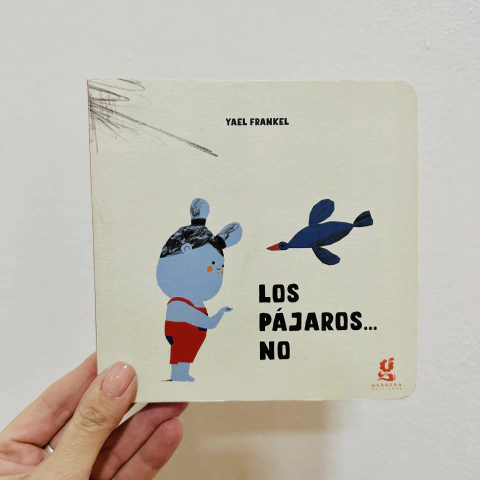 YAEL FRANKEL
LOS
PÁJAROS...
NO